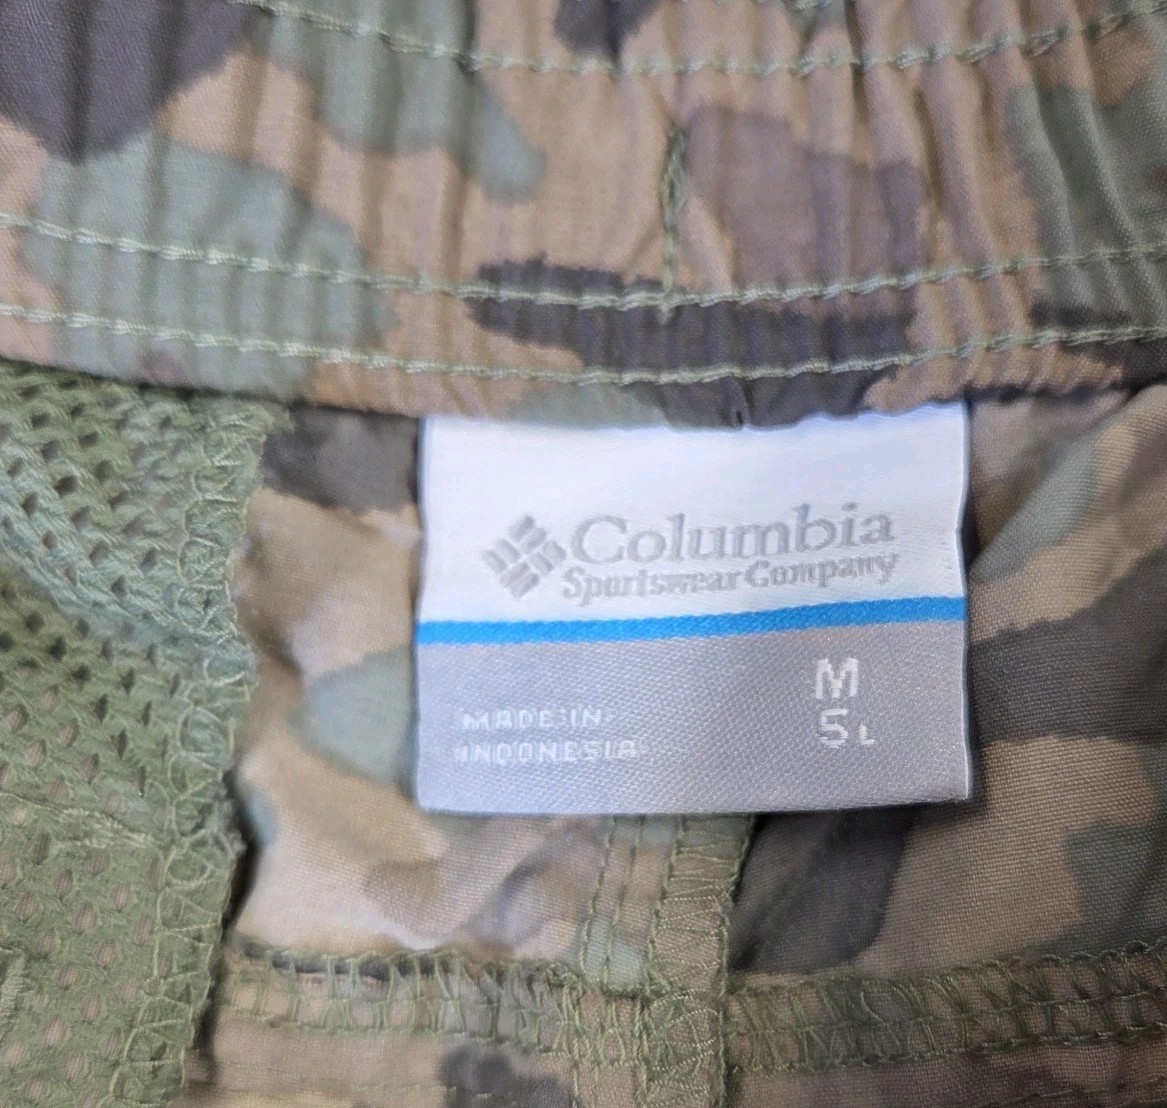 Columbia
Sportswear Company
M
5L
MADE IN
INDONESIA